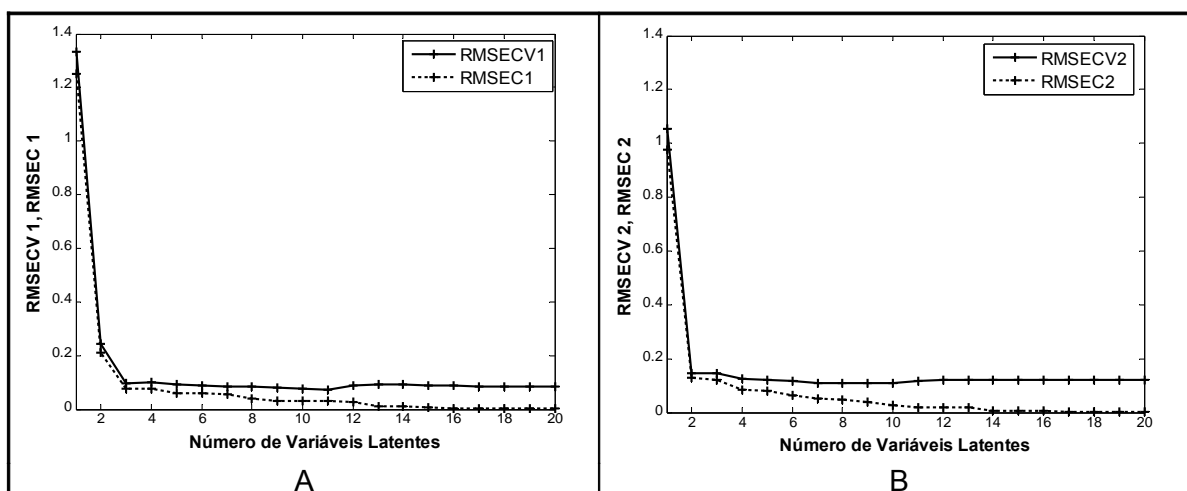 1.4
1.2
1
0.8
0.6
0.4
0.2
0
RMSECV 1, RMSEC 1
RMSECV1
RMSEC1
2 4 6 8 10 12 14 16 18 20
Número de Variáveis Latentes
A
1.4
1.2
1
0.8
0.6
0.4
0.2
0
RMSECV 2, RMSEC 2
RMSECV2
RMSEC2
2 4 6 8 10 12 14 16 18 20
Número de Variáveis Latentes
B